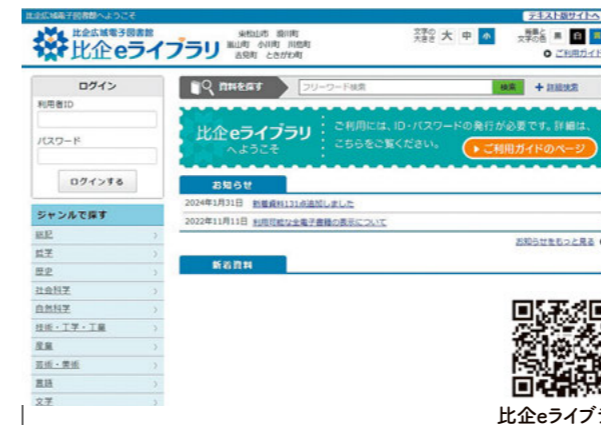 比企広域電子図書館へようこそ
テキスト版サイトへ
比企広域電子図書館
比企eライブラリ
東松山市 滑川町
嵐山町 小川町 川島町
吉見町 ときがわ町
文字の大きさ 大 中 小
背景と文字の色 黒 白
ご利用ガイド
ログイン
利用者ID
パスワード
ログインする
資料を探す
フリーワード検索
検索
詳細検索
比企eライブラリ
へようこそ
ご利用には、ID・パスワードの発行が必要です。詳細は、
こちらをご覧ください。
ご利用ガイドのページ
お知らせ
2024年1月31日 新着資料131点追加しました
2022年11月11日 利用可能な全電子書籍の表示について
お知らせをもっと見る
新着資料
ジャンルで探す
総記
哲学
歴史
社会科学
自然科学
技術・工学・工業
産業
芸術・美術
言語
文学
比企eライブ